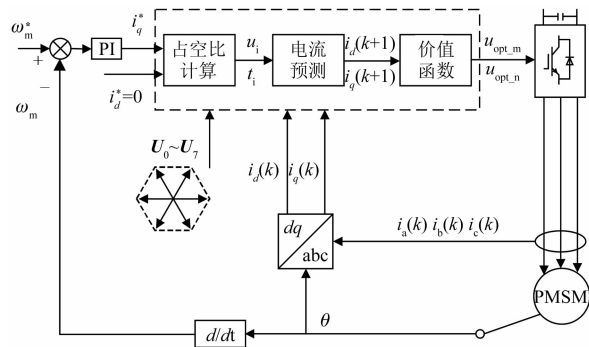 ω*m
+
−
ωm
PI
i*q
i*d=0
占空比
计算
ui
ti
电流
预测
id(k+1)
iq(k+1)
价值
函数
uopt_m
uopt_n
U0~U7
id(k) iq(k)
dq
abc
ia(k) ib(k) ic(k)
PMSM
d/dt
θ